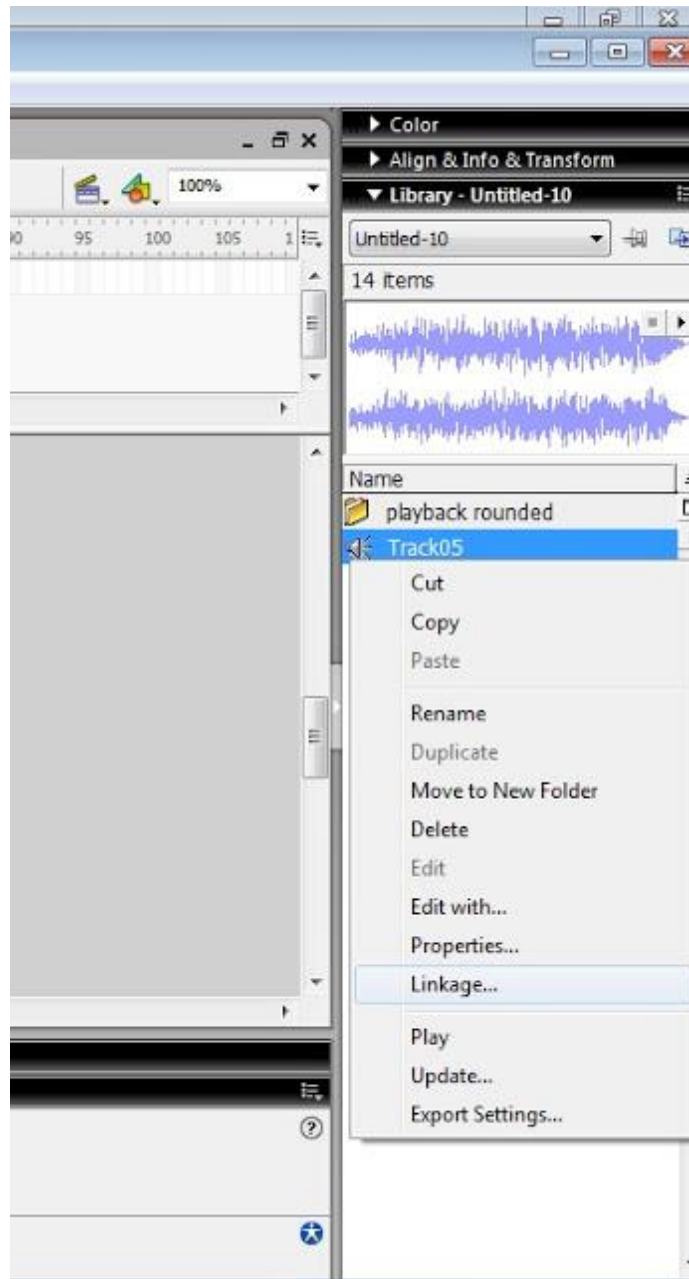 Color
Align & Info & Transform
Library - Untitled-10
100%
95 100 105
Untitled-10
14 items
Name
playback rounded
Track05
Cut
Copy
Paste
Rename
Duplicate
Move to New Folder
Delete
Edit
Edit with...
Properties...
Linkage...
Play
Update...
Export Settings...